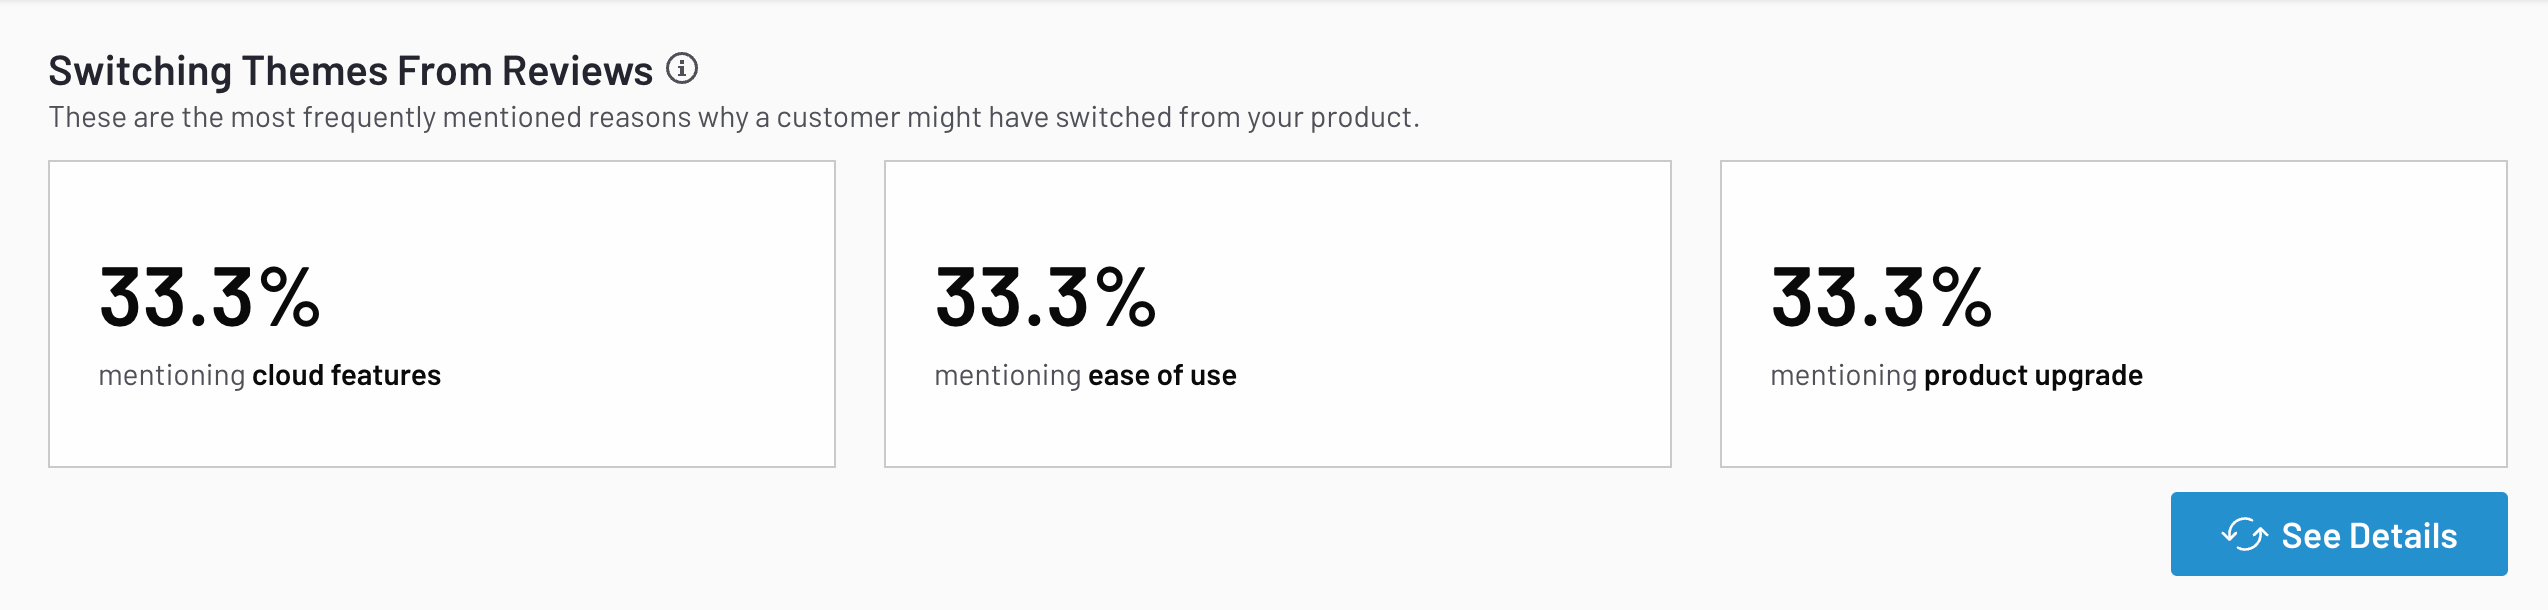 Switching Themes From Reviews
These are the most frequently mentioned reasons why a customer might have switched from your product.
33.3%
mentioning cloud features
33.3%
mentioning ease of use
33.3%
mentioning product upgrade
See Details